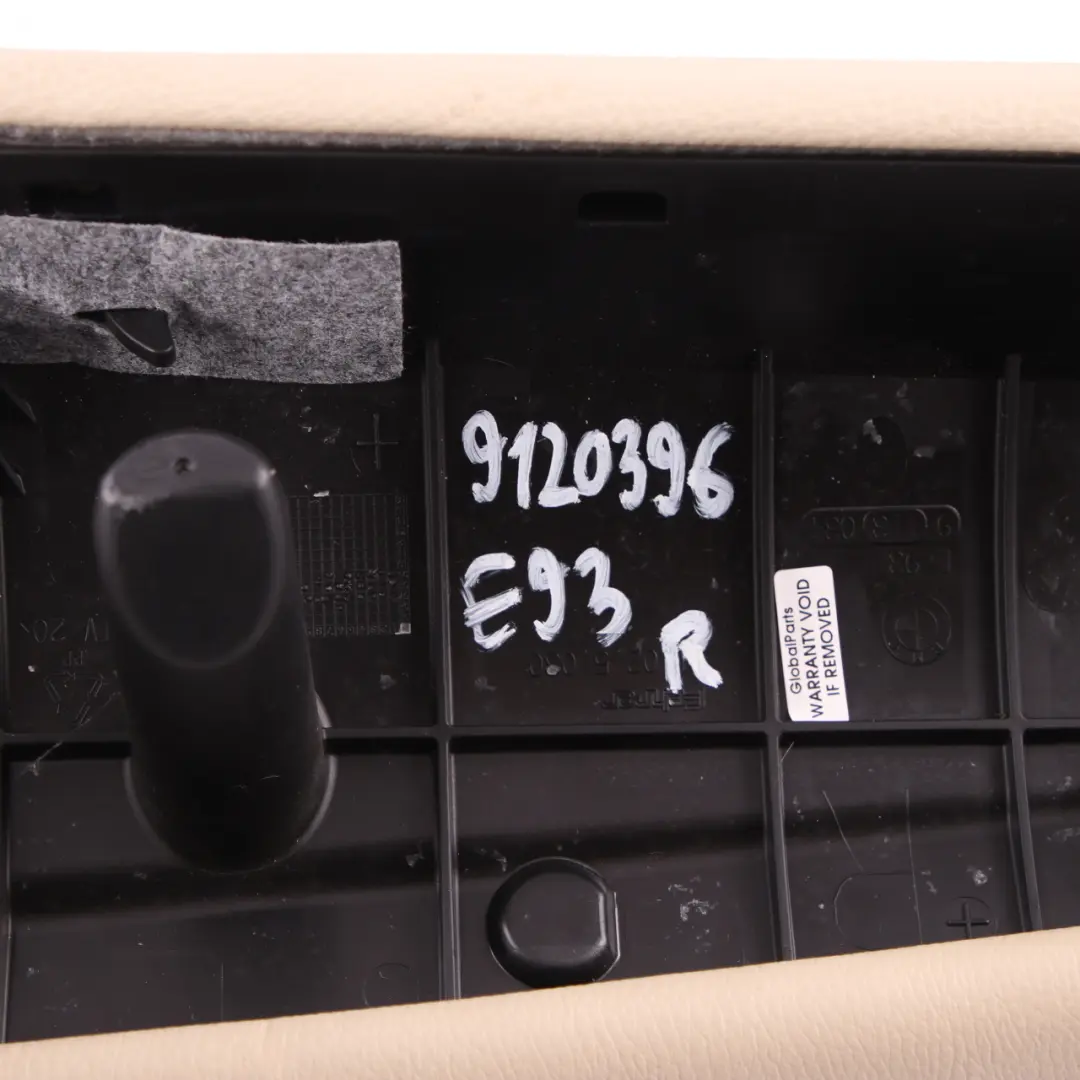 9120396
E93
R
GlobalParts
WARRANTY VOID
IF REMOVED